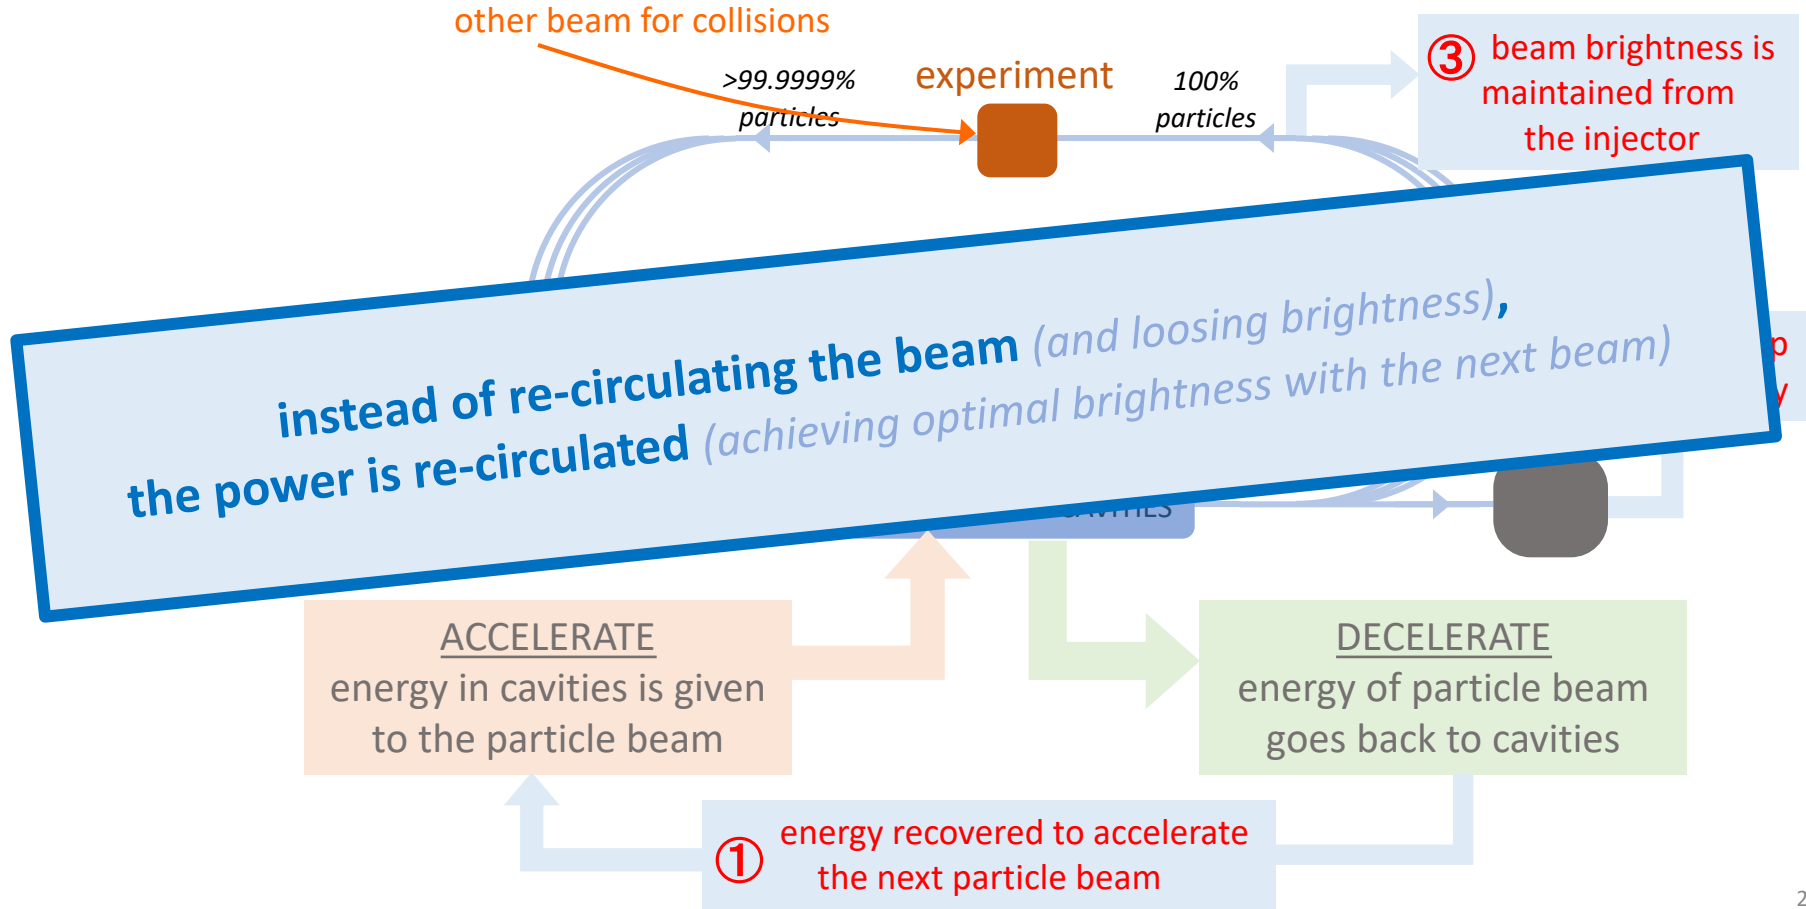 other beam for collisions
>99.9999%
particles
experiment
100%
particles
③ beam brightness is
maintained from
the injector
instead of re-circulating the beam (and loosing brightness),
the power is re-circulated (achieving optimal brightness with the next beam)
p
y
CAVITIES
ACCELERATE
energy in cavities is given
to the particle beam
DECELERATE
energy of particle beam
goes back to cavities
① energy recovered to accelerate
the next particle beam
2